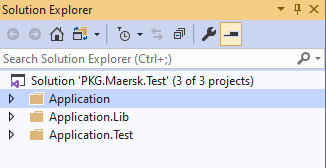 Solution Explorer
Search Solution Explorer (Ctrl+;)
Solution 'PKG.Maersk.Test' (3 of 3 projects)
Application
Application.Lib
Application.Test